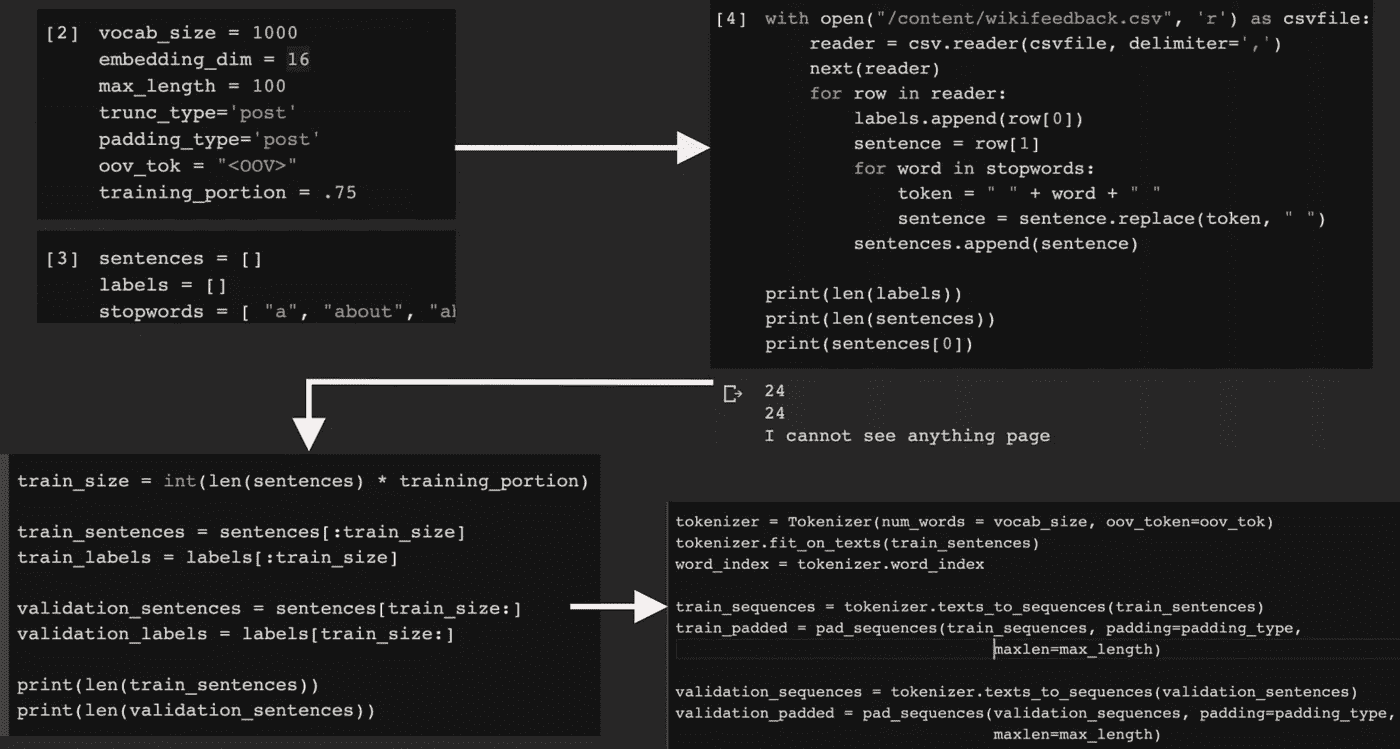 [2] vocab_size = 1000
embedding_dim = 16
max_length = 100
trunc_type='post'
padding_type='post'
oov_tok = "<OOV>"
training_portion = .75
[3] sentences = []
labels = []
stopwords = [ "a", "about", "ab
[4] with open("/content/wikifeedback.csv", 'r') as csvfile:
reader = csv.reader(csvfile, delimiter=',')
next(reader)
for row in reader:
labels.append(row[0])
sentence = row[1]
for word in stopwords:
token = " " + word + " "
sentence = sentence.replace(token, " ")
sentences.append(sentence)
print(len(labels))
print(len(sentences))
print(sentences[0])
24
24
I cannot see anything page
train_size = int(len(sentences) * training_portion)
train_sentences = sentences[:train_size]
train_labels = labels[:train_size]
validation_sentences = sentences[train_size:]
validation_labels = labels[train_size:]
print(len(train_sentences))
print(len(validation_sentences))
tokenizer = Tokenizer(num_words = vocab_size, oov_token=oov_tok)
tokenizer.fit_on_texts(train_sentences)
word_index = tokenizer.word_index
train_sequences = tokenizer.texts_to_sequences(train_sentences)
train_padded = pad_sequences(train_sequences, padding=padding_type,
maxlen=max_length)
validation_sequences = tokenizer.texts_to_sequences(validation_sentences)
validation_padded = pad_sequences(validation_sequences, padding=padding_type,
maxlen=max_length)